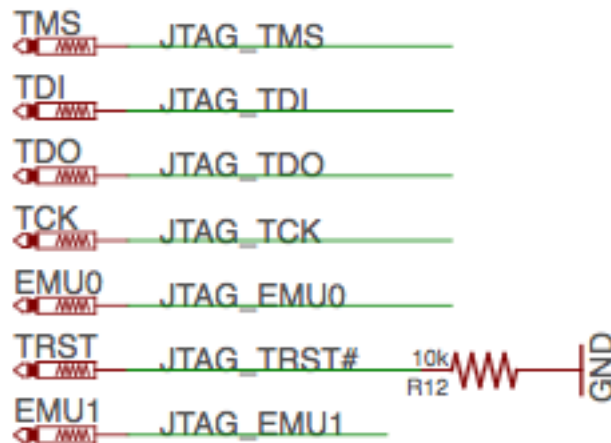 TMS JTAG_TMS
TDI JTAG_TDI
TDO JTAG_TDO
TCK JTAG_TCK
EMU0 JTAG_EMU0
TRST JTAG_TRST# 10k R12 GND
EMU1 JTAG_EMU1